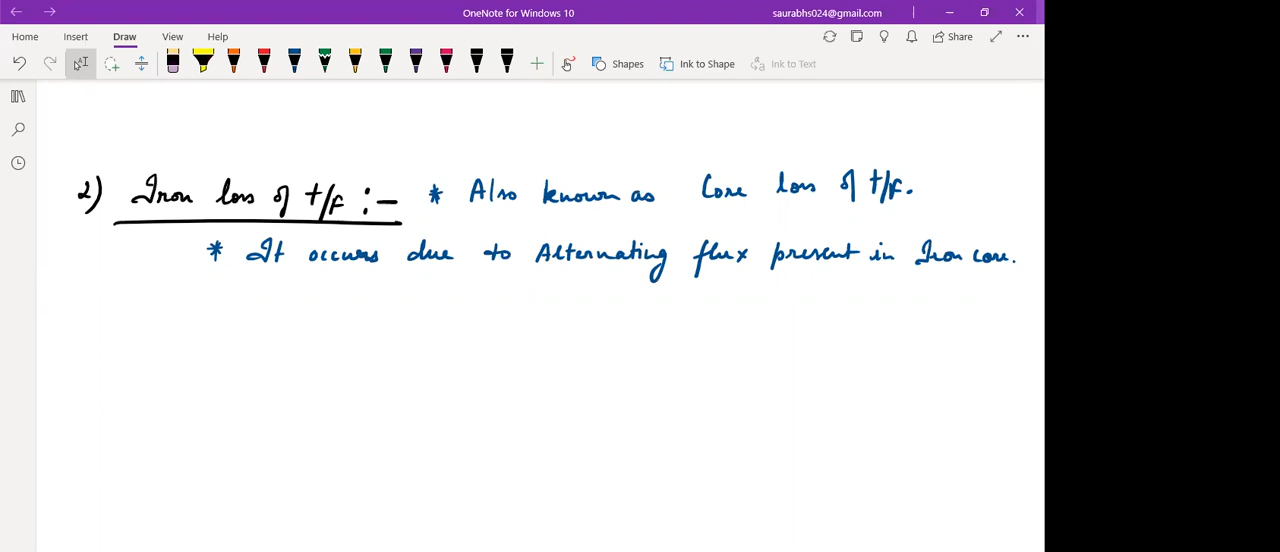 OneNote for Windows 10
saurabhs024@gmail.com
Home Insert Draw View Help
Share
Shapes Ink to Shape Ink to Text
2) Iron loss of t/f :- * Also known as Core loss of t/f.
* It occurs due to Alternating flux present in Iron core.